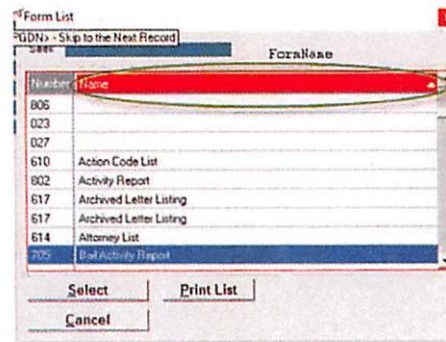 Form List
PGDN> - Skip to the Next Record
Seek
FormName
Number Name
806
023
027
610 Action Code List
802 Activity Report
617 Archived Letter Listing
617 Archived Letter Listing
614 Attorney List
705 Bail Activity Report
Select Print List
Cancel